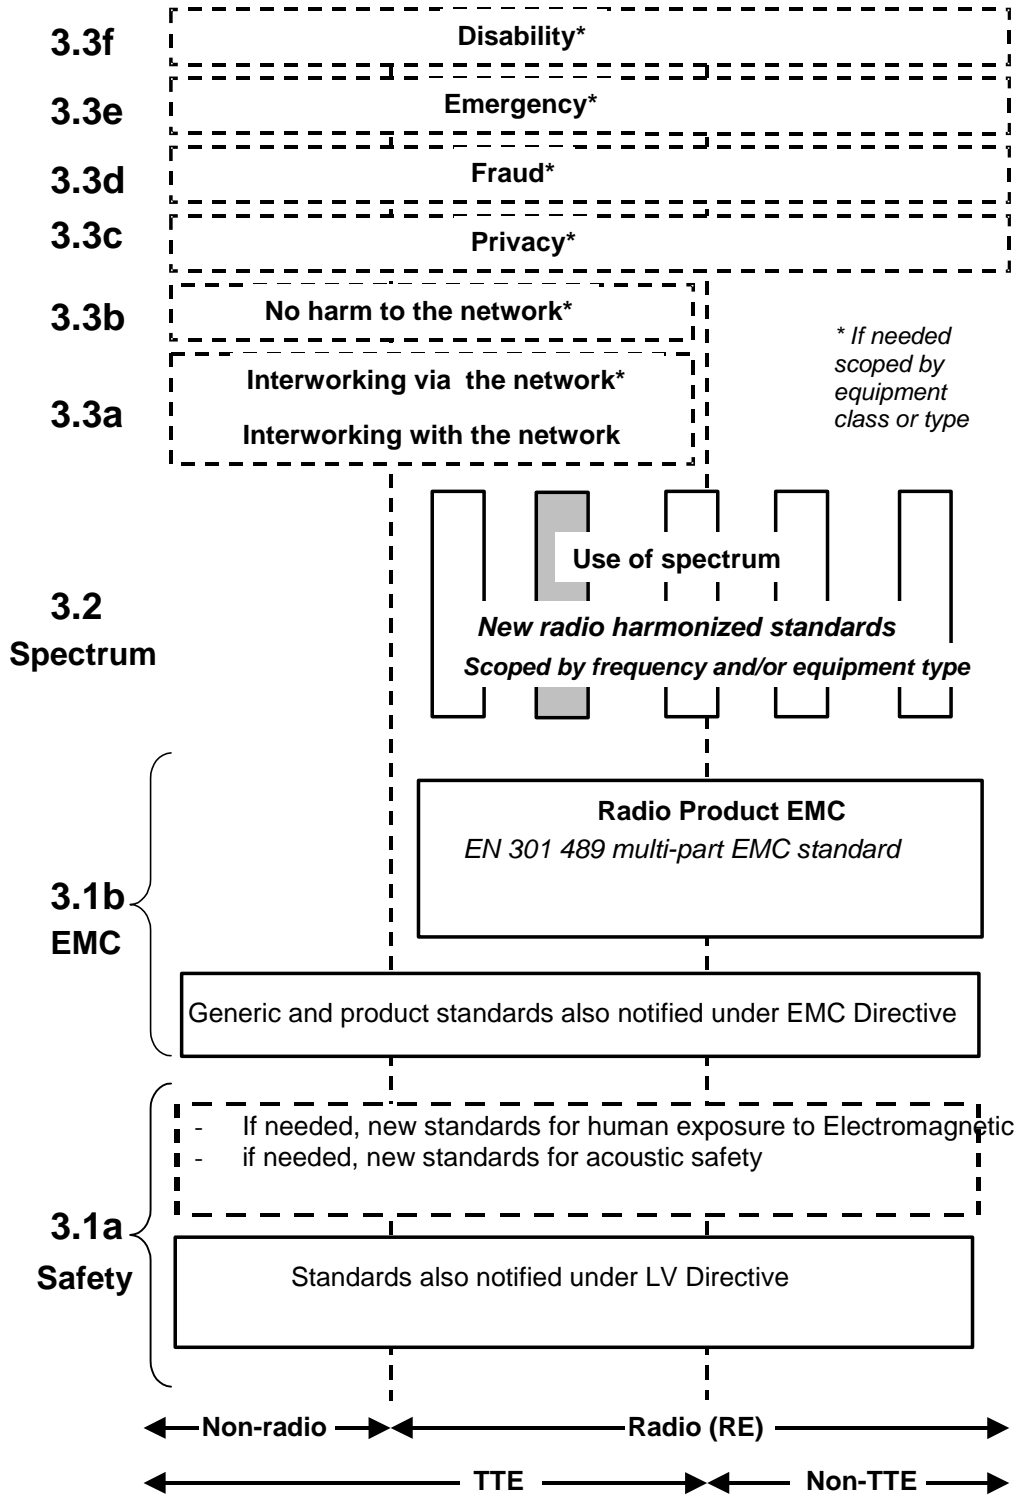 3.3f
Disability*
3.3e
Emergency*
3.3d
Fraud*
3.3c
Privacy*
3.3b
No harm to the network*
* If needed
scoped by
equipment
class or type
3.3a
Interworking via the network*
Interworking with the network
3.2
Spectrum
Use of spectrum
New radio harmonized standards
Scoped by frequency and/or equipment type
3.1b
EMC
Radio Product EMC
EN 301 489 multi-part EMC standard
Generic and product standards also notified under EMC Directive
3.1a
Safety
- If needed, new standards for human exposure to Electromagnetic
- if needed, new standards for acoustic safety
Standards also notified under LV Directive
Non-radio
Radio (RE)
TTE
Non-TTE